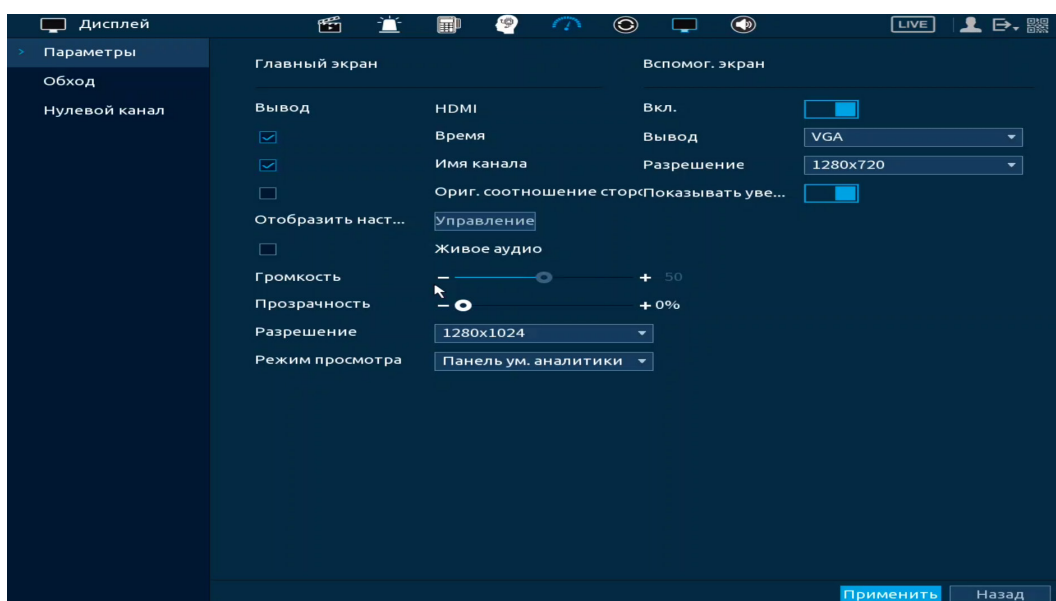 Дисплей LIVE
Параметры
Обход
Нулевой канал
Главный экран
Вывод HDMI
Время
Имя канала
Ориг. соотношение стор
Отобразить наст... Управление
Живое аудио
Громкость − + 50
Прозрачность − + 0%
Разрешение 1280x1024
Режим просмотра Панель ум. аналитики
Вспомог. экран
Вкл.
Вывод VGA
Разрешение 1280x720
Показывать уве...
Применить Назад